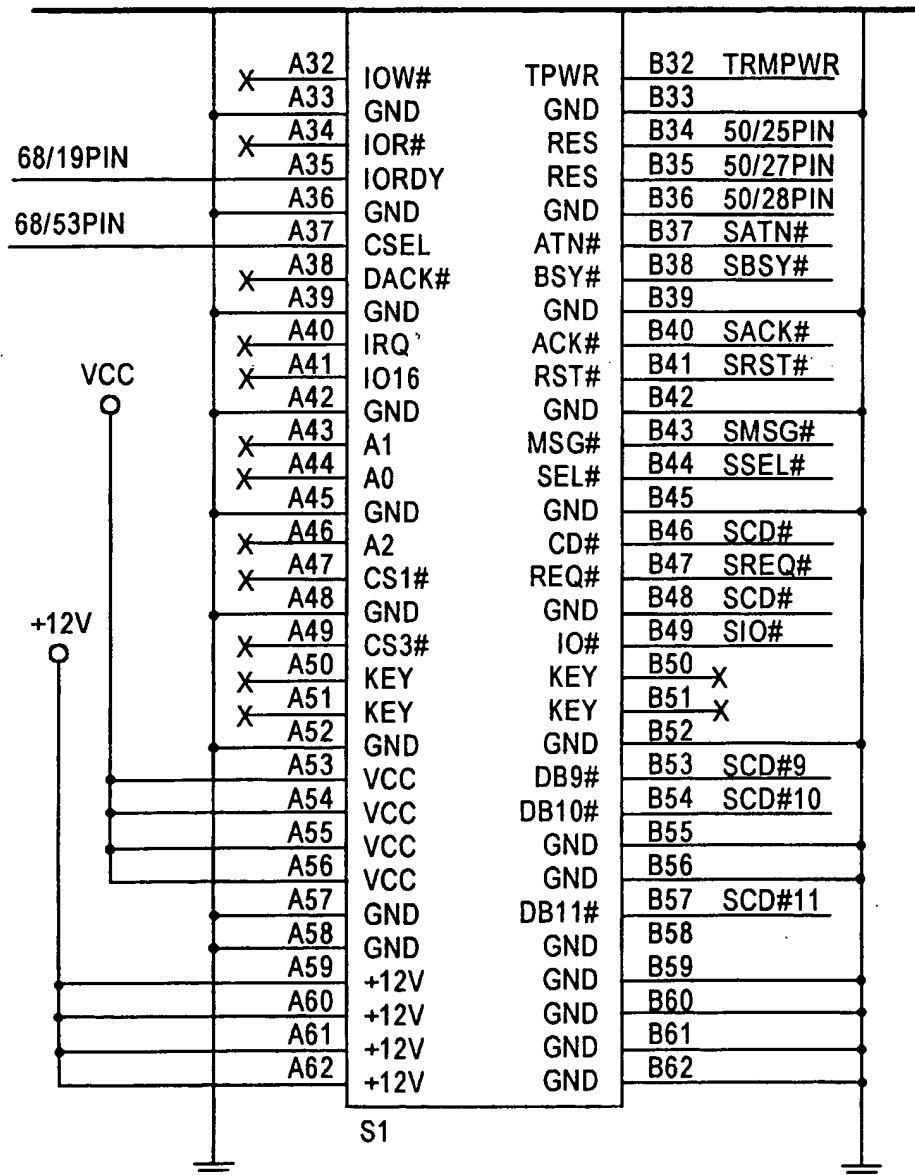 A32 IOW# TPWR B32 TRMPWR
A33 GND GND B33
A34 IOR# RES B34 50/25PIN
68/19PIN A35 IORDY RES B35 50/27PIN
A36 GND GND B36 50/28PIN
68/53PIN A37 CSEL ATN# B37 SATN#
A38 DACK# BSY# B38 SBSY#
A39 GND GND B39
A40 IRQ ACK# B40 SACK#
A41 IO16 RST# B41 SRST#
VCC
A42 GND GND B42
A43 A1 MSG# B43 SMSG#
A44 A0 SEL# B44 SSEL#
A45 GND GND B45
A46 A2 CD# B46 SCD#
A47 CS1# REQ# B47 SREQ#
A48 GND GND B48 SCD#
+12V
A49 CS3# IO# B49 SIO#
A50 KEY KEY B50
A51 KEY KEY B51
A52 GND GND B52
A53 VCC DB9# B53 SCD#9
A54 VCC DB10# B54 SCD#10
A55 VCC GND B55
A56 VCC GND B56
A57 GND DB11# B57 SCD#11
A58 GND GND B58
A59 +12V GND B59
A60 +12V GND B60
A61 +12V GND B61
A62 +12V GND B62
S1